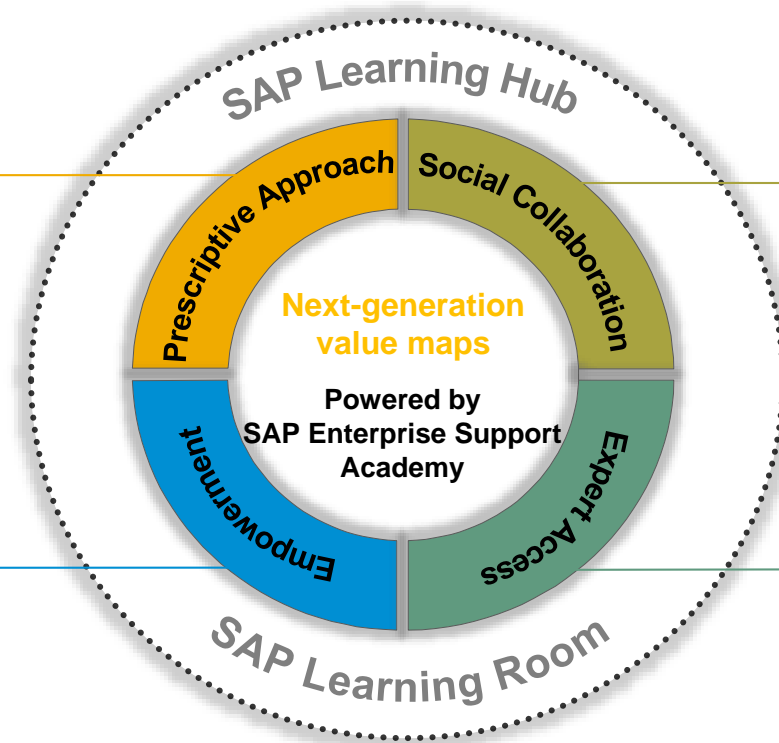 SAP Learning Hub
Prescriptive Approach
Social Collaboration
Next-generation
value maps
Powered by
SAP Enterprise Support
Academy
Empowerment
Expert Access
SAP Learning Room